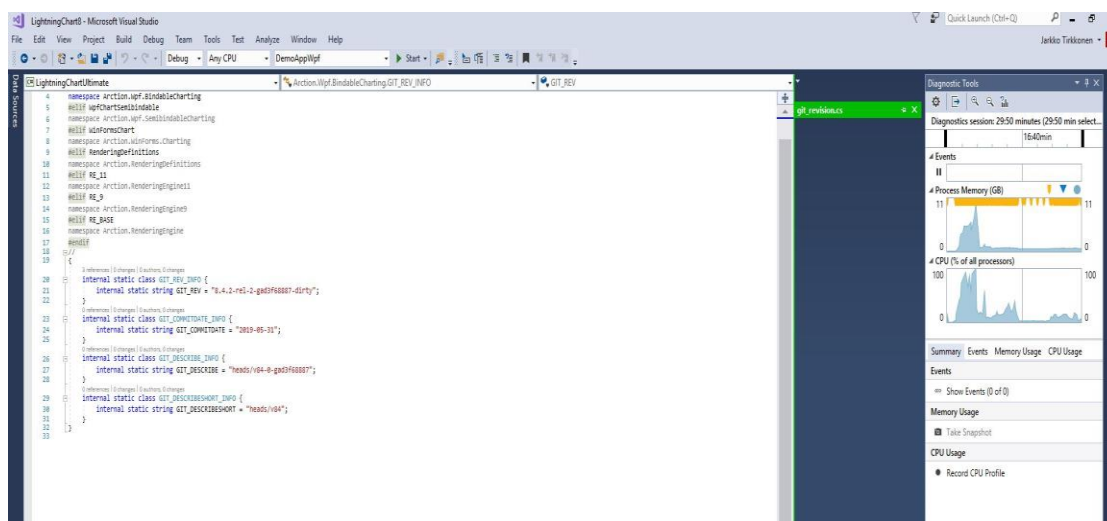 LightningChart8 - Microsoft Visual Studio
Quick Launch (Ctrl+Q)
File Edit View Project Build Debug Team Tools Test Analyze Window Help
Jarkko Tirkkonen
Debug Any CPU DemoAppWpf Start
Data Sources
LightningChartUltimate Arction.Wpf.BindableCharting.GIT_REV_INFO GIT_REV
git_revision.cs
4 namespace Arction.Wpf.BindableCharting
5 #elif WpfChartSemibindable
6 namespace Arction.Wpf.SemibindableCharting
7 #elif WinFormsChart
8 namespace Arction.WinForms.Charting
9 #elif RenderingDefinitions
10 namespace Arction.RenderingDefinitions
11 #elif RE_11
12 namespace Arction.RenderingEngine11
13 #elif RE_9
14 namespace Arction.RenderingEngine9
15 #elif RE_BASE
16 namespace Arction.RenderingEngine
17 #endif
18 //
19 {
3 references | 0 changes | 0 authors, 0 changes
20 internal static class GIT_REV_INFO {
21 internal static string GIT_REV = "8.4.2-rel-2-gad3f68887-dirty";
22 }
0 references | 0 changes | 0 authors, 0 changes
23 internal static class GIT_COMMITDATE_INFO {
24 internal static string GIT_COMMITDATE = "2019-05-31";
25 }
0 references | 0 changes | 0 authors, 0 changes
26 internal static class GIT_DESCRIBE_INFO {
27 internal static string GIT_DESCRIBE = "heads/v84-0-gad3f68887";
28 }
0 references | 0 changes | 0 authors, 0 changes
29 internal static class GIT_DESCRIBESHORT_INFO {
30 internal static string GIT_DESCRIBESHORT = "heads/v84";
31 }
32 }
33
Diagnostic Tools
Diagnostics session: 29:50 minutes (29:50 min select...
16:40min
Events
Process Memory (GB)
11 11
0 0
CPU (% of all processors)
100 100
0 0
Summary Events Memory Usage CPU Usage
Events
Show Events (0 of 0)
Memory Usage
Take Snapshot
CPU Usage
Record CPU Profile